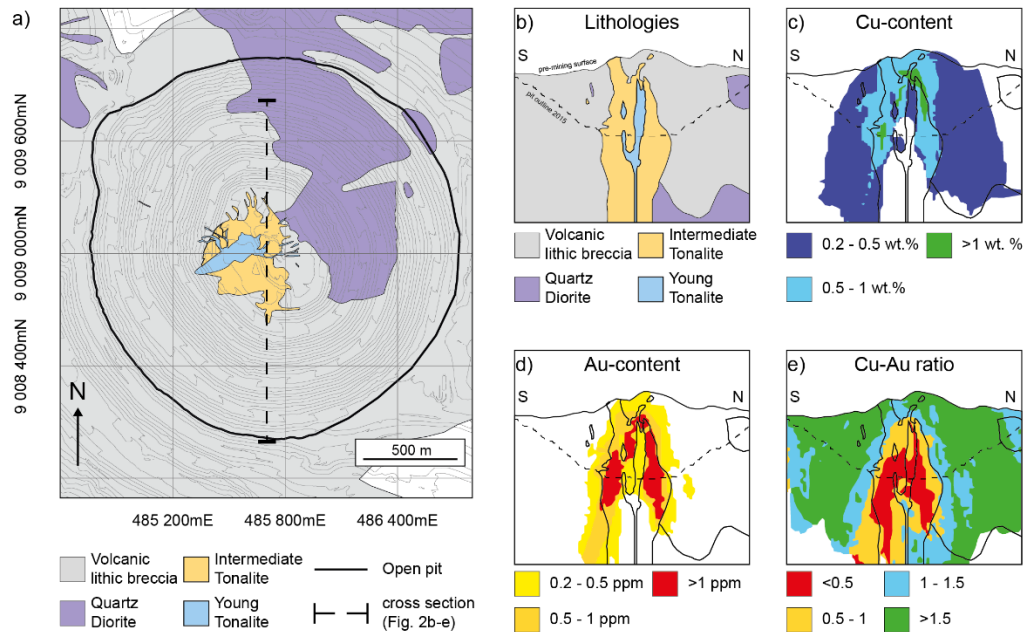 a)
9 009 600mN
9 009 000mN
9 008 400mN
N
500 m
485 200mE
485 800mE
486 400mE
Volcanic
lithic breccia
Intermediate
Tonalite
Open pit
Quartz
Diorite
Young
Tonalite
cross section
(Fig. 2b-e)
b)
Lithologies
S
N
pre-mining surface
pit outline 2015
Volcanic
lithic breccia
Intermediate
Tonalite
Quartz
Diorite
Young
Tonalite
c)
Cu-content
S
N
0.2 - 0.5 wt.%
>1 wt. %
0.5 - 1 wt.%
d)
Au-content
S
N
0.2 - 0.5 ppm
>1 ppm
0.5 - 1 ppm
e)
Cu-Au ratio
S
N
<0.5
1 - 1.5
0.5 - 1
>1.5